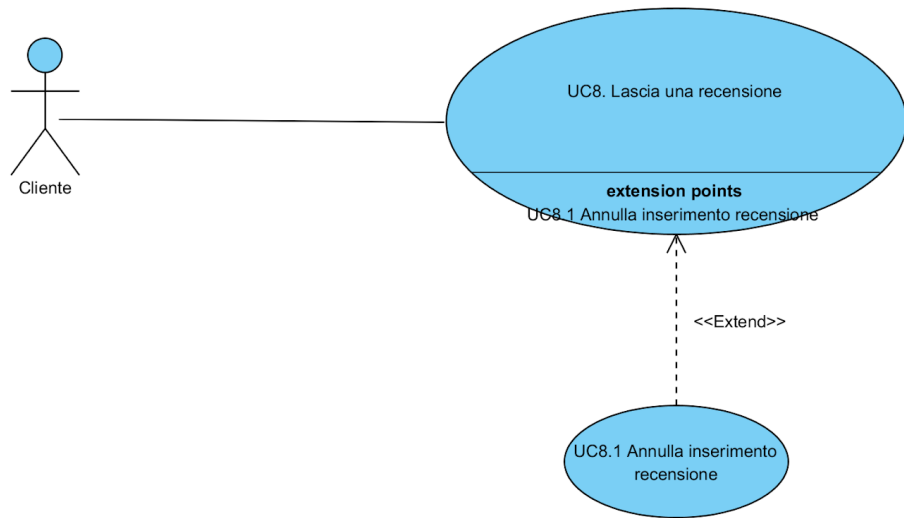 UC8. Lascia una recensione
Cliente
extension points
UC8.1 Annulla inserimento recensione
<<Extend>>
UC8.1 Annulla inserimento
recensione